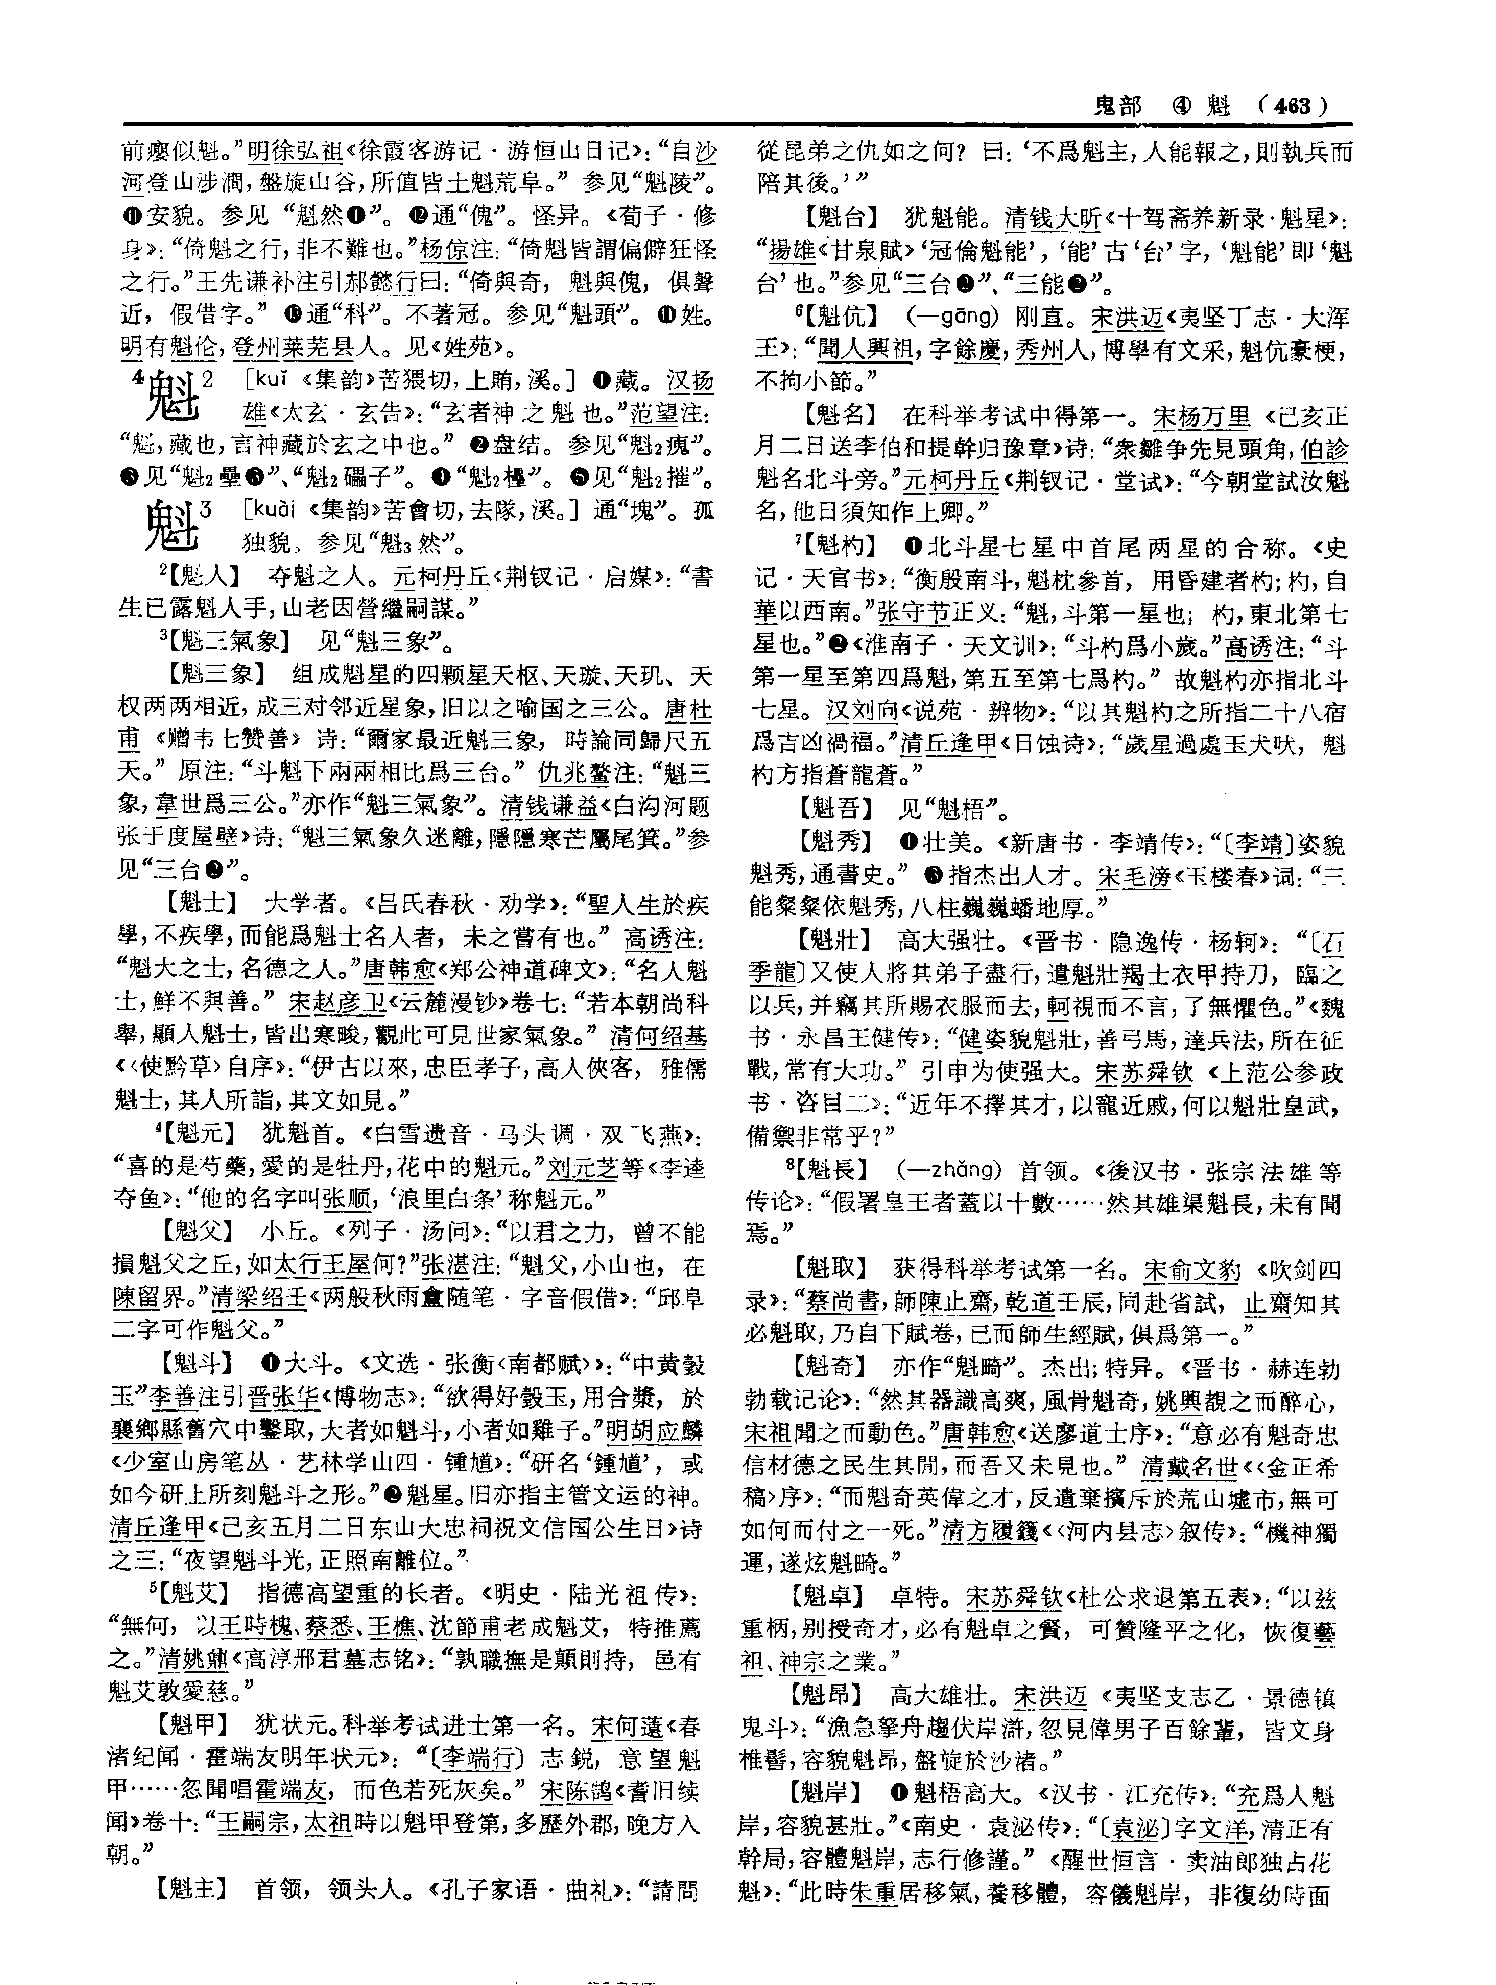 鬼部　④　魁　（463）
前瘿似魁。”明徐弘祖《徐霞客游记·游恒山日记》：“自沙
河登山涉澗，盤旋山谷，所值皆土魁荒阜。”参见“魁陵”。
⓫安貌。参见“魁然❶”。⓬通“傀”。怪异。《荀子·修
身》：“倚魁之行，非不難也。”杨倞注：“倚魁皆謂偏僻狂怪
之行。”王先谦补注引郝懿行曰：“倚與奇，魁與傀，俱聲
近，假借字。”⓭通“科”。不著冠。参见“魁頭”。⓮姓。
明有魁伦，登州莱芜县人。见《姓苑》。
4魁2　［kuǐ《集韵》苦猥切，上賄，溪。］❶藏。汉扬
雄《太玄·玄告》：“玄者神之魁也。”范望注：
“魁，藏也，言神藏於玄之中也。”❷盘结。参见“魁2瘣”。
❸见“魁2壘❸”、“魁2礨子”。❹“魁2櫑”。❺见“魁2摧”。
魁3　［kuài《集韵》苦會切，去隊，溪。］通“塊”。孤
独貌。参见“魁3然”。
2【魁人】　夺魁之人。元柯丹丘《荆钗记·启媒》：“書
生已露魁人手，山老因營繼嗣謀。”
3【魁三氣象】　见“魁三象”。
【魁三象】　组成魁星的四颗星天枢、天璇、天玑、天
权两两相近，成三对邻近星象，旧以之喻国之三公。唐杜
甫《赠韦七赞善》诗：“爾家最近魁三象，時論同歸尺五
天。”原注：“斗魁下兩兩相比爲三台。”仇兆鳌注：“魁三
象，韋世爲三公。”亦作“魁三氣象”。清钱谦益《白沟河题
张于度屋壁》诗：“魁三氣象久迷離，隱隱寒芒屬尾箕。”参
见“三台❷”。
【魁士】　大学者。《吕氏春秋·劝学》：“聖人生於疾
學，不疾學，而能爲魁士名人者，未之嘗有也。”高诱注：
“魁大之士，名德之人。”唐韩愈《郑公神道碑文》：“名人魁
士，鮮不與善。”宋赵彦卫《云麓漫钞》卷七：“若本朝尚科
舉，顯人魁士，皆出寒畯，觀此可見世家氣象。”清何绍基
《〈使黔草〉自序》：“伊古以來，忠臣孝子，高人俠客，雅儒
魁士，其人所詣，其文如見。”
4【魁元】　犹魁首。《白雪遗音·马头调·双飞燕》：
“喜的是芍藥，愛的是牡丹，花中的魁元。”刘元芝等《李逵
夺鱼》：“他的名字叫张顺，‘浪里白条’称魁元。”
【魁父】　小丘。《列子·汤问》：“以君之力，曾不能
損魁父之丘，如太行王屋何？”张湛注：“魁父，小山也，在
陳留界。”清梁绍壬《两般秋雨盦随笔·字音假借》：“邱阜
二字可作魁父。”
【魁斗】　❶大斗。《文选·张衡〈南都赋〉》：“中黄瑴
玉”李善注引晋张华《博物志》：“欲得好瑴玉，用合漿，於
襄鄉縣舊穴中鑿取，大者如魁斗，小者如雞子。”明胡应麟
《少室山房笔丛·艺林学山四·锺馗》：“研名‘鍾馗’，或
如今研上所刻魁斗之形。”❷魁星。旧亦指主管文运的神。
清丘逢甲《己亥五月二日东山大忠祠祝文信国公生日》诗
之三：“夜望魁斗光，正照南離位。”
5【魁艾】　指德高望重的长者。《明史·陆光祖传》：
“無何，以王時槐、蔡悉、王樵、沈節甫老成魁艾，特推薦
之。”清姚鼐《高淳邢君墓志铭》：“孰職撫是顛則持，邑有
魁艾敦愛慈。”
【魁甲】　犹状元。科举考试进士第一名。宋何薳《春
渚纪闻·霍端友明年状元》：“〔李端行〕志鋭，意望魁
甲……忽聞唱霍端友，而色若死灰矣。”宋陈鹄《耆旧续
闻》卷十：“王嗣宗，太祖時以魁甲登第，多歷外郡，晚方入
朝。”
【魁主】　首领，领头人。《孔子家语·曲礼》：“請問
從昆弟之仇如之何？曰：‘不爲魁主，人能報之，則執兵而
陪其後。’”
【魁台】　犹魁能。清钱大昕《十驾斋养新录·魁星》：
“揚雄《甘泉賦》‘冠倫魁能’，‘能’古‘台’字，‘魁能’即‘魁
台’也。”参见“三台❷”、“三能❷”。
6【魁伉】　（—gāng）刚直。宋洪迈《夷坚丁志·大浑
王》：“聞人興祖，字餘慶，秀州人，博學有文采，魁伉豪梗，
不拘小節。”
【魁名】　在科举考试中得第一。宋杨万里《已亥正
月二日送李伯和提幹归豫章》诗：“衆雛争先見頭角，伯診
魁名北斗旁。”元柯丹丘《荆钗记·堂试》：“今朝堂試汝魁
名，他日須知作上卿。”
7【魁杓】　❶北斗星七星中首尾两星的合称。《史
记·天官书》：“衡殷南斗，魁枕参首，用昏建者杓；杓，自
華以西南。”张守节正义：“魁，斗第一星也；杓，東北第七
星也。”❷《淮南子·天文训》：“斗杓爲小歲。”高诱注：“斗
第一星至第四爲魁，第五至第七爲杓。”故魁杓亦指北斗
七星。汉刘向《说苑·辨物》：“以其魁杓之所指二十八宿
爲吉凶禍福。”清丘逢甲《日蚀诗》：“歲星過處玉犬吠，魁
杓方指蒼龍蒼。”
【魁吾】　见“魁梧”。
【魁秀】　❶壮美。《新唐书·李靖传》：“〔李靖〕姿貌
魁秀，通書史。”❸指杰出人才。宋毛滂《玉楼春》词：“三
能粲粲依魁秀，八柱巍巍蟠地厚。”
【魁壯】　高大强壮。《晋书·隐逸传·杨轲》：“〔石
季龍〕又使人將其弟子盡行，遣魁壯羯士衣甲持刀，臨之
以兵，并竊其所賜衣服而去，軻視而不言，了無懼色。”《魏
书·永昌王健传》：“健姿貌魁壯，善弓馬，達兵法，所在征
戰，常有大功。”引申为使强大。宋苏舜钦《上范公参政
书·咨目二》：“近年不擇其才，以寵近戚，何以魁壯皇武，
備禦非常乎？”
8【魁長】　（—zhǎng）首领。《後汉书·张宗法雄等
传论》：“假署皇王者蓋以十數……然其雄渠魁長，未有聞
焉。”
【魁取】　获得科举考试第一名。宋俞文豹《吹剑四
录》：“蔡尚書，師陳止齋，乾道壬辰，同赴省試，止齋知其
必魁取，乃自下賦卷，已而師生經賦，俱爲第一。”
【魁奇】　亦作“魁畸”。杰出；特异。《晋书·赫连勃
勃载记论》：“然其器識高爽，風骨魁奇，姚興覩之而醉心，
宋祖聞之而動色。”唐韩愈《送廖道士序》：“意必有魁奇忠
信材德之民生其間，而吾又未見也。”清戴名世《〈金正希
稿〉序》：“而魁奇英偉之才，反遺棄擯斥於荒山墟市，無可
如何而付之一死。”清方履籛《〈河内县志〉叙传》：“機神獨
運，遂炫魁畸。”
【魁卓】　卓特。宋苏舜钦《杜公求退第五表》：“以兹
重柄，别授奇才，必有魁卓之賢，可贊隆平之化，恢復藝
祖、神宗之業。”
【魁昂】　高大雄壮。宋洪迈《夷坚支志乙·景德镇
鬼斗》：“漁急拏舟趨伏岸滸，忽見偉男子百餘輩，皆文身
椎髻，容貌魁昂，盤旋於沙渚。”
【魁岸】　❶魁梧高大。《汉书·江充传》：“充爲人魁
岸，容貌甚壯。”《南史·袁泌传》：“〔袁泌〕字文洋，清正有
幹局，容體魁岸，志行修謹。”《醒世恒言·卖油郎独占花
魁》：“此時朱重居移氣，養移體，容儀魁岸，非復幼時面